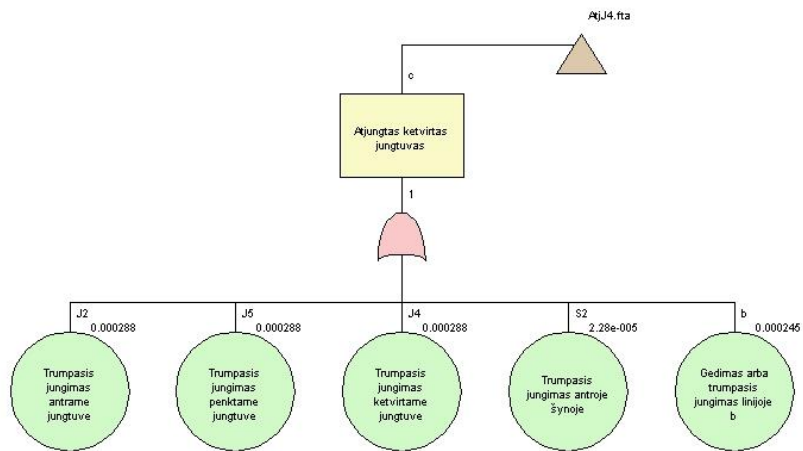 AtjJ4.fta
c
Atjungtas ketvirtas
jungtuvas
1
J2
0.000288
J5
0.000288
J4
0.000288
S2
2.28e-005
b
0.000245
Trumpasis
jungimas
antrame
jungtuve
Trumpasis
jungimas
penktame
jungtuve
Trumpasis
jungimas
ketvirtame
jungtuve
Trumpasis
jungimas antroje
šynoje
Gedimas arba
trumpasis
jungimas linijoje
b